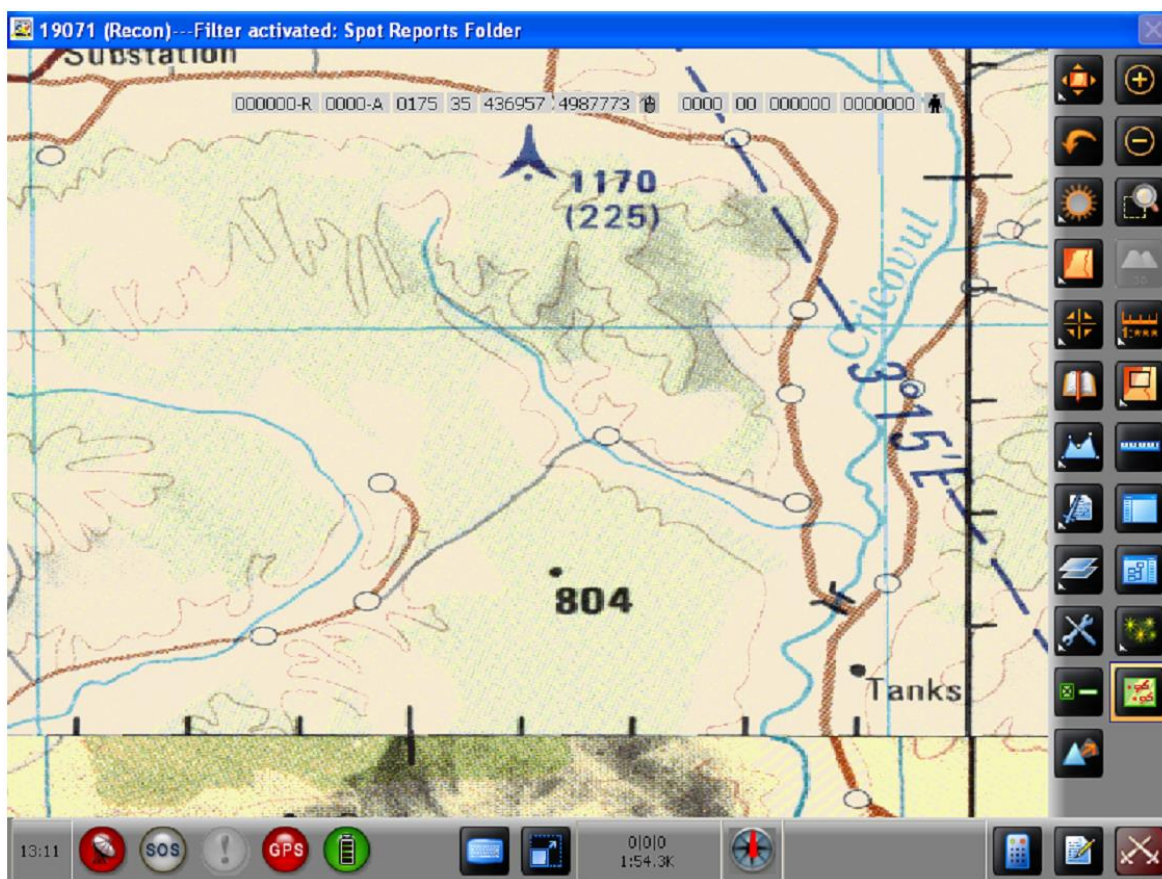 19071 (Recon)---Filter activated: Spot Reports Folder
Substation
000000-R 0000-A 0175 35 436957 4987773 0000 00 000000 0000000
1170
(225)
Cricovul
3°15'E
804
Tanks
13:11
SOS
!
GPS
0|0|0
1:54.3K